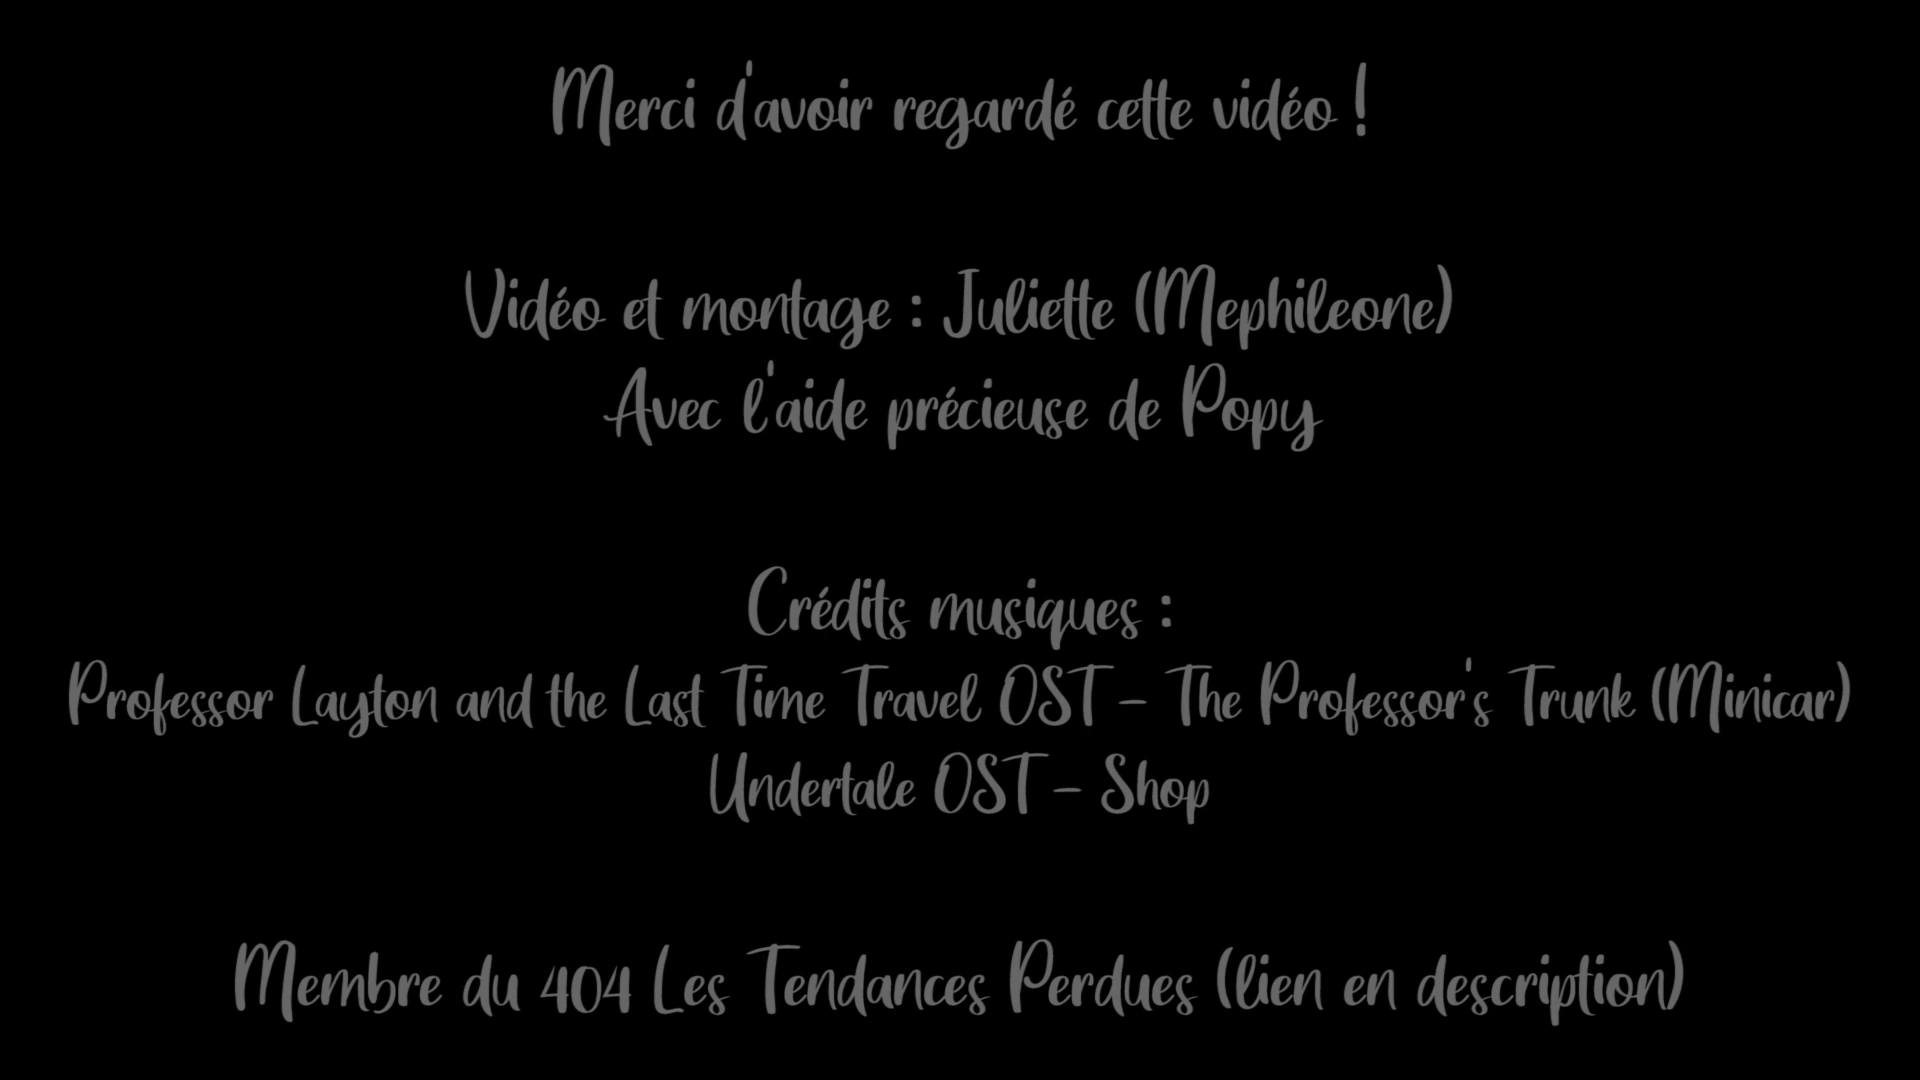 Merci d'avoir regardé cette vidéo !
Vidéo et montage : Juliette (Mephileone)
Avec l'aide précieuse de Popy
Crédits musiques :
Professor Layton and the Last Time Travel OST - The Professor's Trunk (Minicar)
Undertale OST - Shop
Membre du 404 Les Tendances Perdues (lien en description)